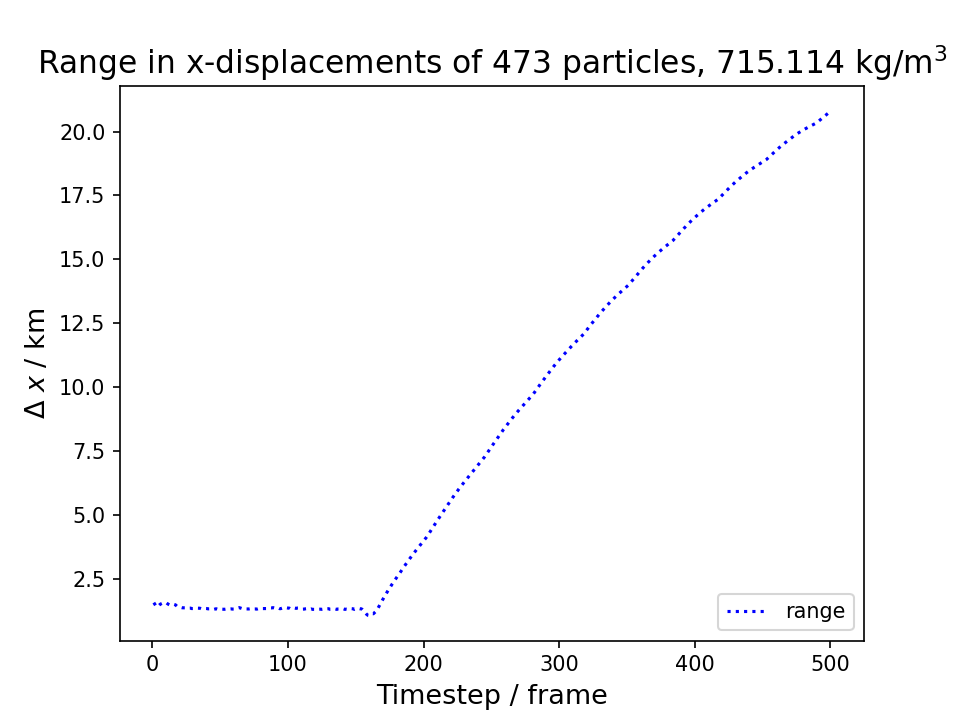 Range in x-displacements of 473 particles, 715.114 kg/m³
20.0
17.5
15.0
12.5
10.0
7.5
5.0
2.5
Δ x / km
range
0 100 200 300 400 500
Timestep / frame